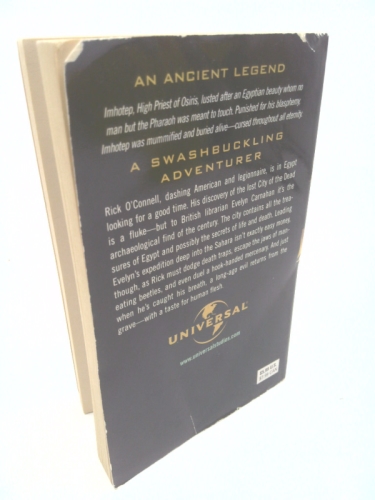 AN ANCIENT LEGEND
Imhotep, High Priest of Osiris, lusted after an Egyptian beauty whom no
man but the Pharaoh was meant to touch. Punished for his blasphemy,
Imhotep was mummified and buried alive—cursed throughout all eternity.
A SWASHBUCKLING
ADVENTURER
Rick O'Connell, dashing American and legionnaire, is in Egypt
looking for a good time. His discovery of the lost City of the Dead
is a fluke—but to British librarian Evelyn Carnahan it's the
archaeological find of the century. The city contains all the trea-
sures of Egypt and possibly the secrets of life and death. Leading
Evelyn's expedition deep into the Sahara isn't exactly easy money,
though, as Rick must dodge death traps, escape the jaws of man-
eating beetles, and even duel a hook-handed mercenary. And just
when he's caught his breath, a long-age evil returns from the
grave—with a taste for human flesh.
UNIVERSAL
www.universalstudios.com